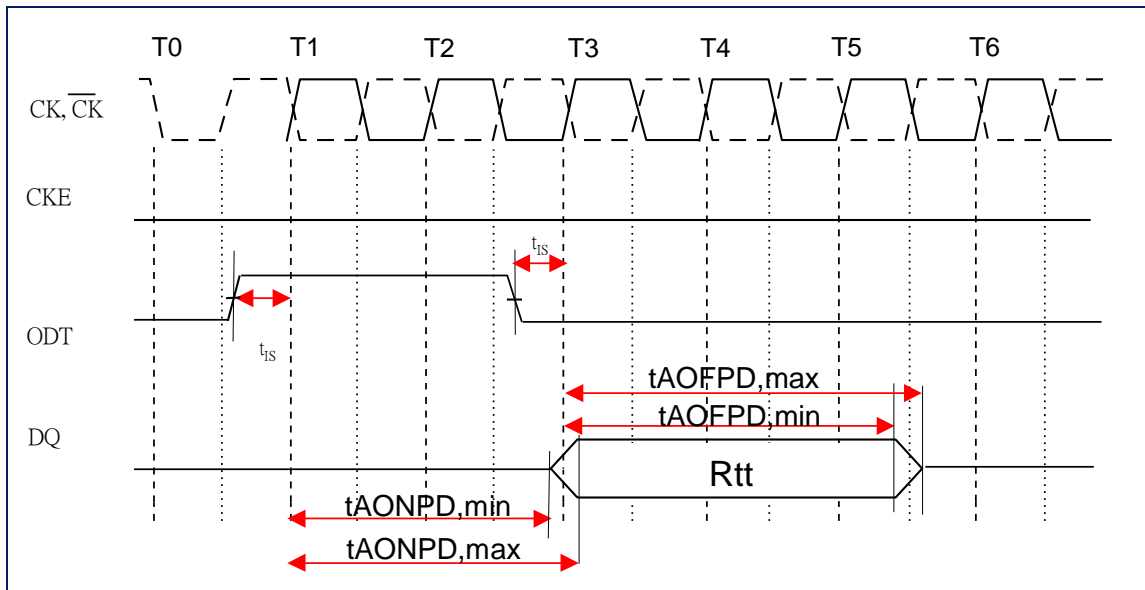 T0 T1 T2 T3 T4 T5 T6
CK, C̅K̅
CKE
tIS
ODT
tIS
tAOFPD,max
tAOFPD,min
DQ
Rtt
tAONPD,min
tAONPD,max